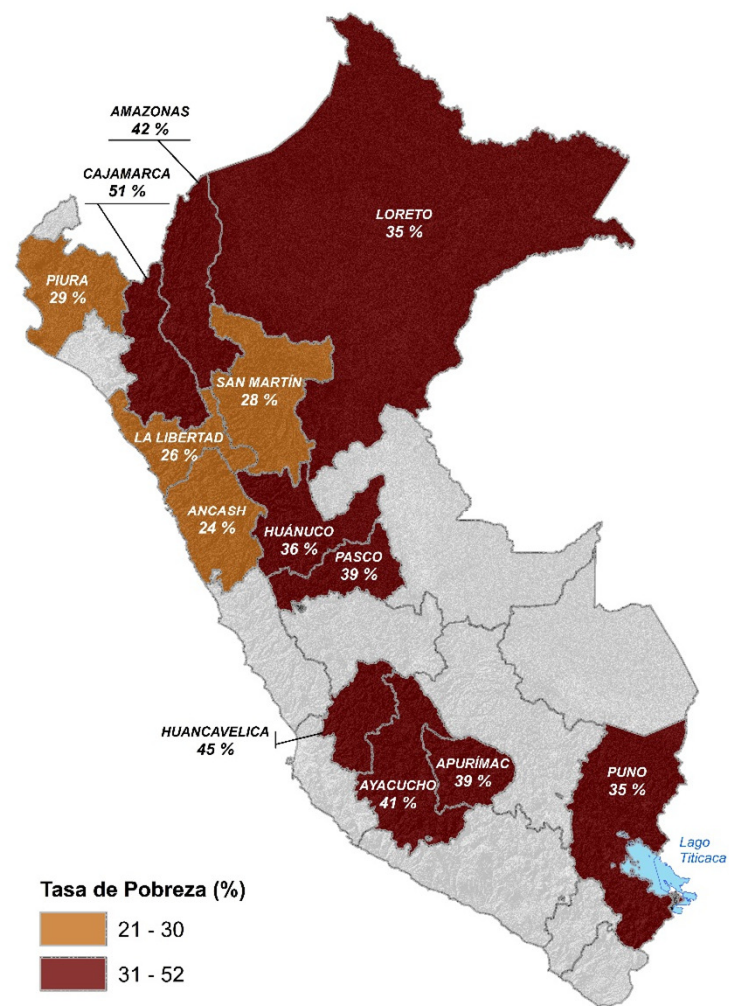 AMAZONAS
42 %
CAJAMARCA
51 %
LORETO
35 %
PIURA
29 %
SAN MARTÍN
28 %
LA LIBERTAD
26 %
ANCASH
24 %
HUÁNUCO
36 %
PASCO
39 %
HUANCAVELICA
45 %
APURÍMAC
39 %
AYACUCHO
41 %
PUNO
35 %
Lago
Titicaca
Tasa de Pobreza (%)
21 - 30
31 - 52